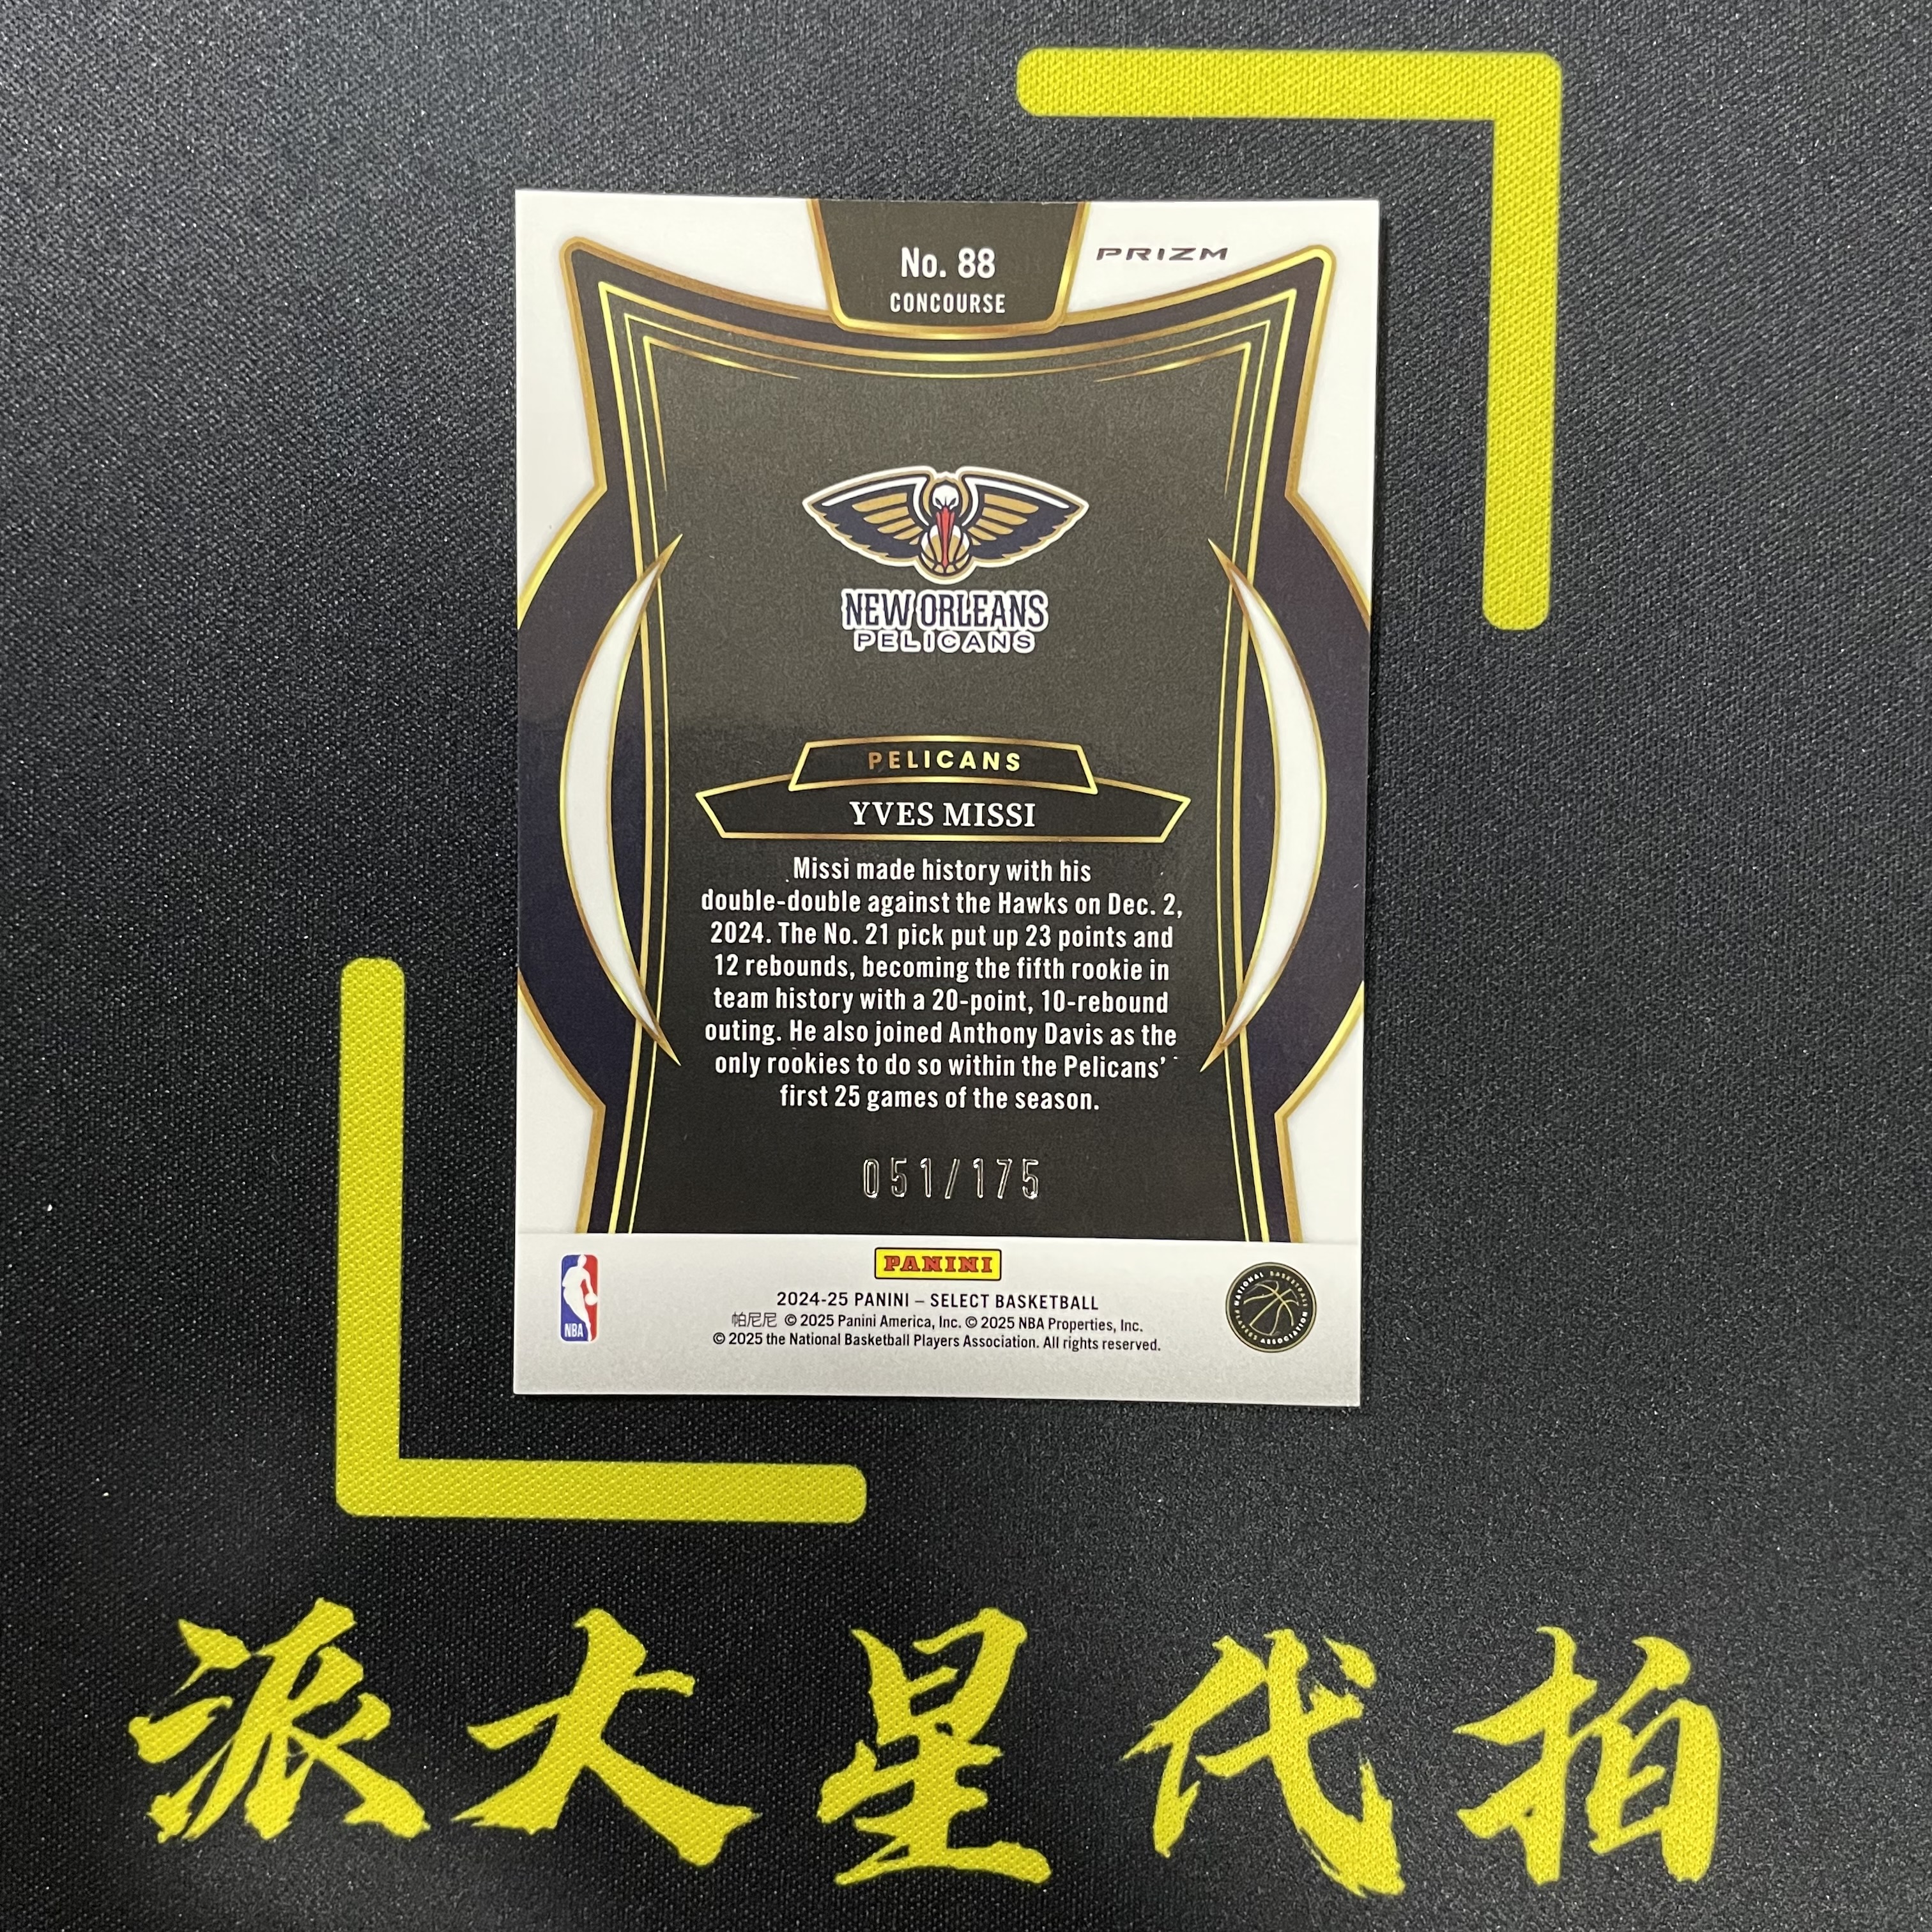 No. 88
CONCOURSE
PRIZM
NEW ORLEANS
PELICANS
PELICANS
YVES MISSI
Missi made history with his
double-double against the Hawks on Dec. 2,
2024. The No. 21 pick put up 23 points and
12 rebounds, becoming the fifth rookie in
team history with a 20-point, 10-rebound
outing. He also joined Anthony Davis as the
only rookies to do so within the Pelicans’
first 25 games of the season.
051/175
PANINI
NBA
2024-25 PANINI – SELECT BASKETBALL
帕尼尼 © 2025 Panini America, Inc. © 2025 NBA Properties, Inc.
© 2025 the National Basketball Players Association. All rights reserved.
NATIONAL BASKETBALL PLAYERS ASSOCIATION
派大星代拍